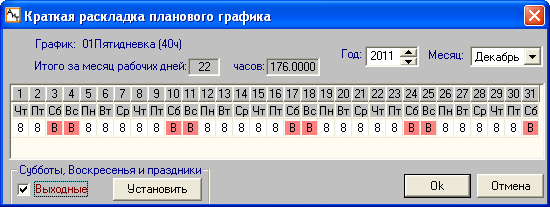 Краткая раскладка планового графика
График: 01Пятидневка (40ч)
Год: 2011 Месяц: Декабрь
Итого за месяц рабочих дней: 22 часов: 176.0000
1 2 3 4 5 6 7 8 9 10 11 12 13 14 15 16 17 18 19 20 21 22 23 24 25 26 27 28 29 30 31
Чт Пт Сб Вс Пн Вт Ср Чт Пт Сб Вс Пн Вт Ср Чт Пт Сб Вс Пн Вт Ср Чт Пт Сб Вс Пн Вт Ср Чт Пт Сб
8 8 В В 8 8 8 8 8 В В 8 8 8 8 8 В В 8 8 8 8 8 В В 8 8 8 8 8 В
Субботы, Воскресенья и праздники
Выходные Установить Ok Отмена